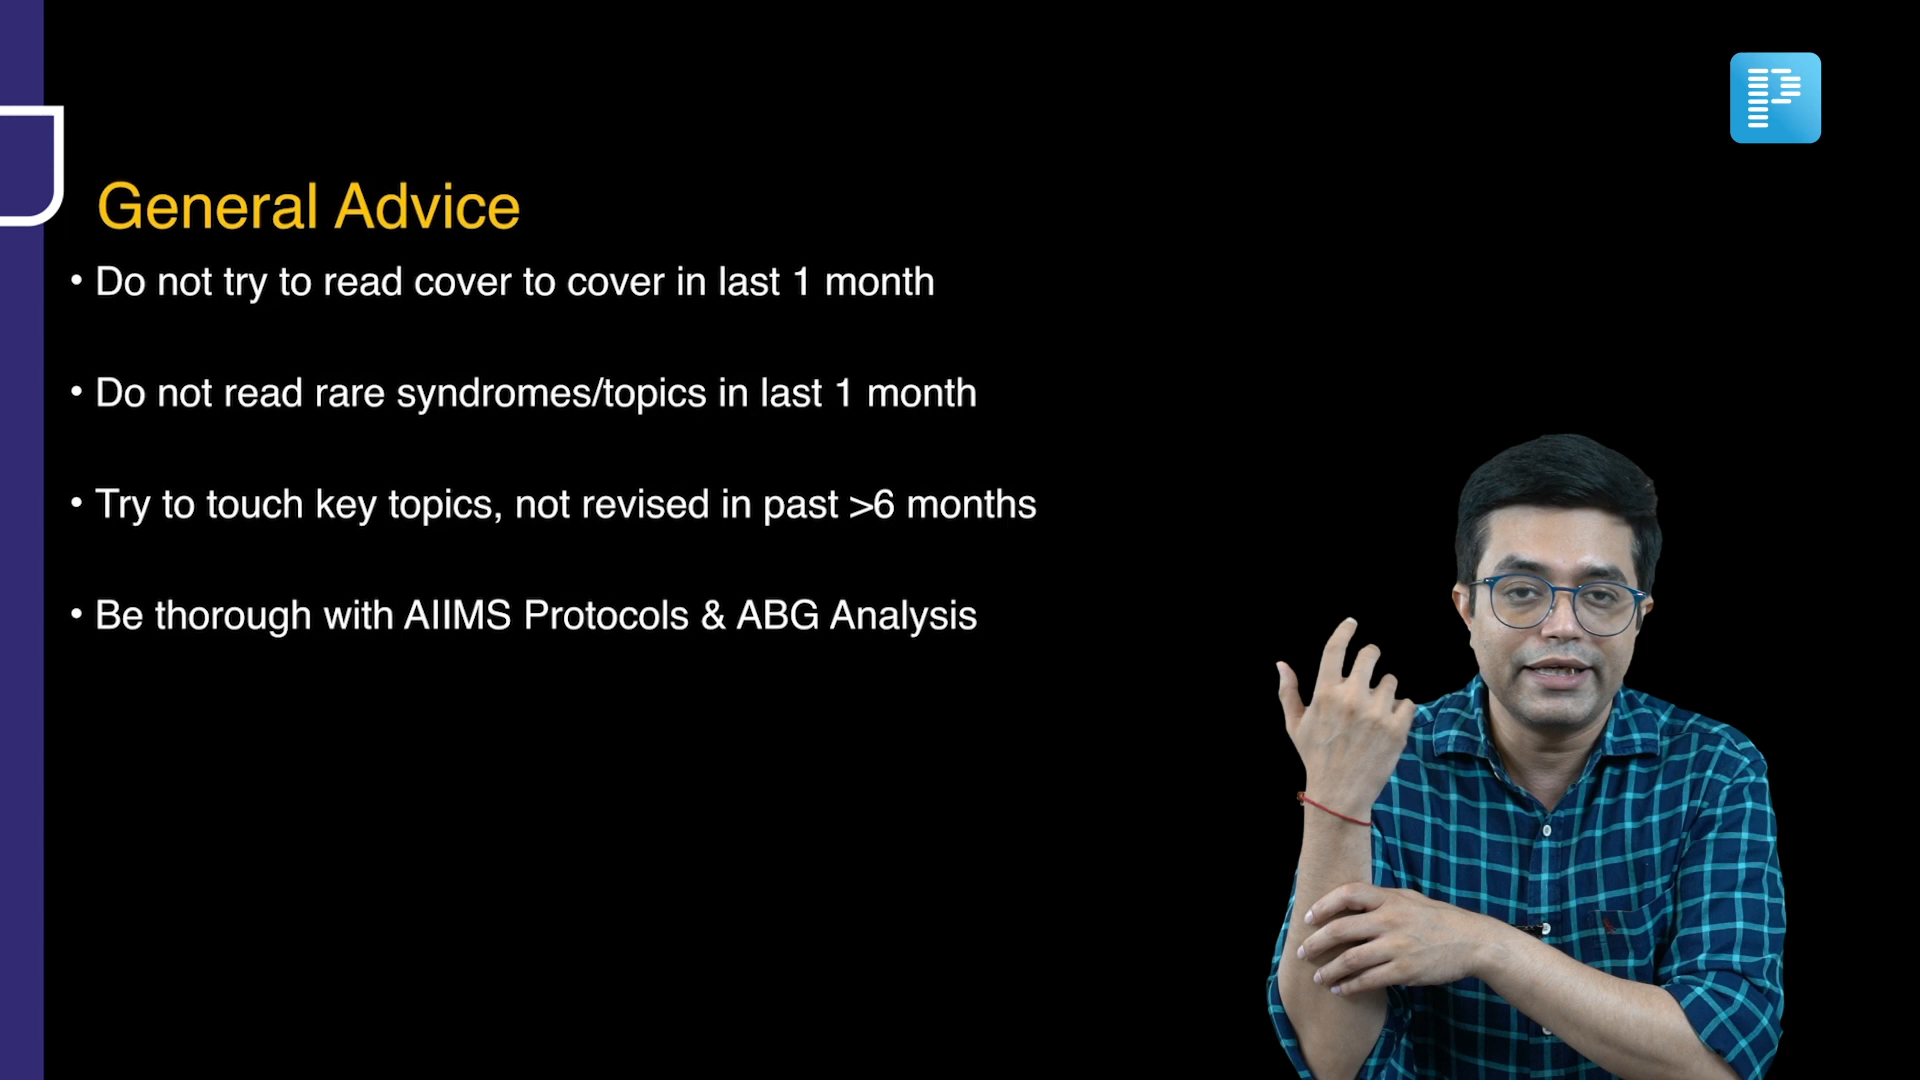 General Advice
• Do not try to read cover to cover in last 1 month
• Do not read rare syndromes/topics in last 1 month
• Try to touch key topics, not revised in past >6 months
• Be thorough with AIIMS Protocols & ABG Analysis